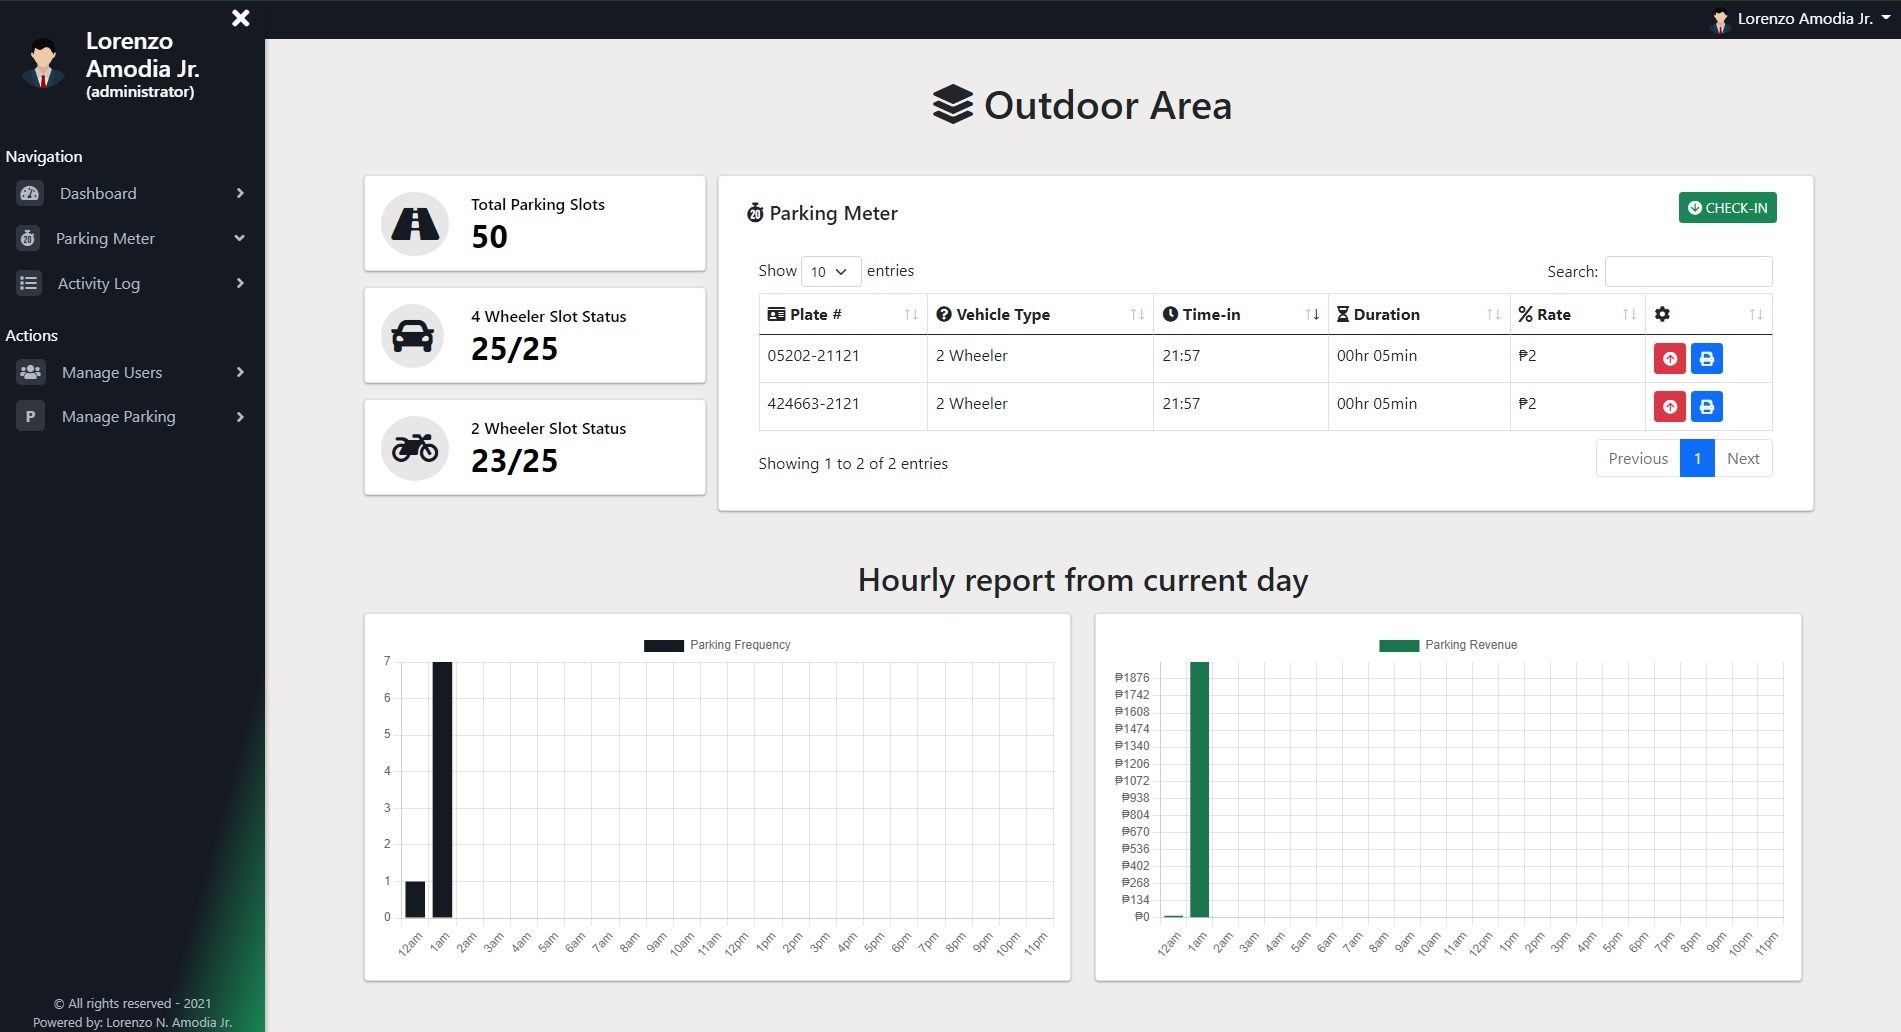 Lorenzo Amodia Jr.
Lorenzo
Amodia Jr.
(administrator)
Navigation
Dashboard
20 Parking Meter
Activity Log
Actions
Manage Users
P Manage Parking
© All rights reserved - 2021
Powered by: Lorenzo N. Amodia Jr.
Outdoor Area
Total Parking Slots
50
4 Wheeler Slot Status
25/25
2 Wheeler Slot Status
23/25
20 Parking Meter
CHECK-IN
Show 10 entries
Search:
Plate # Vehicle Type Time-in Duration Rate
05202-21121 2 Wheeler 21:57 00hr 05min ₱2
424663-2121 2 Wheeler 21:57 00hr 05min ₱2
Showing 1 to 2 of 2 entries
Previous 1 Next
Hourly report from current day
Parking Frequency
7
6
5
4
3
2
1
0
12am 1am 2am 3am 4am 5am 6am 7am 8am 9am 10am 11am 12pm 1pm 2pm 3pm 4pm 5pm 6pm 7pm 8pm 9pm 10pm 11pm
Parking Revenue
₱1876
₱1742
₱1608
₱1474
₱1340
₱1206
₱1072
₱938
₱804
₱670
₱536
₱402
₱268
₱134
₱0
12am 1am 2am 3am 4am 5am 6am 7am 8am 9am 10am 11am 12pm 1pm 2pm 3pm 4pm 5pm 6pm 7pm 8pm 9pm 10pm 11pm